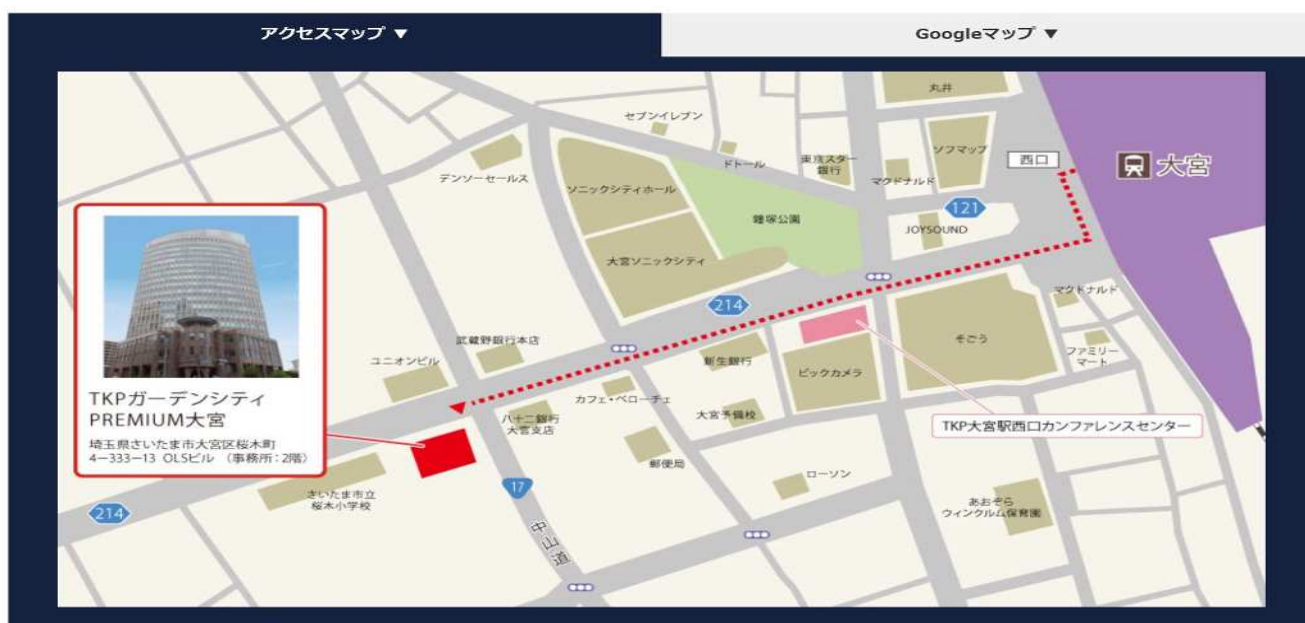 アクセスマップ ▼
Googleマップ ▼
丸井
セブンイレブン
ドトール
東京スター
銀行
ソフマップ
西口
大宮
デンソーセールス
ソニックシティホール
マクドナルド
鐘塚公園
121
JOYSOUND
大宮ソニックシティ
214
マクドナルド
武蔵野銀行本店
ユニオンビル
新生銀行
そごう
ファミリー
マート
ビックカメラ
カフェ・ベローチェ
八十二銀行
大宮支店
大宮予備校
TKP大宮駅西口カンファレンスセンター
TKPガーデンシティ
PREMIUM大宮
埼玉県さいたま市大宮区桜木町
4-333-13 OLSビル (事務所:2階)
郵便局
ローソン
さいたま市立
桜木小学校
17
あおぞら
ウィンクルム保育園
214
中山道